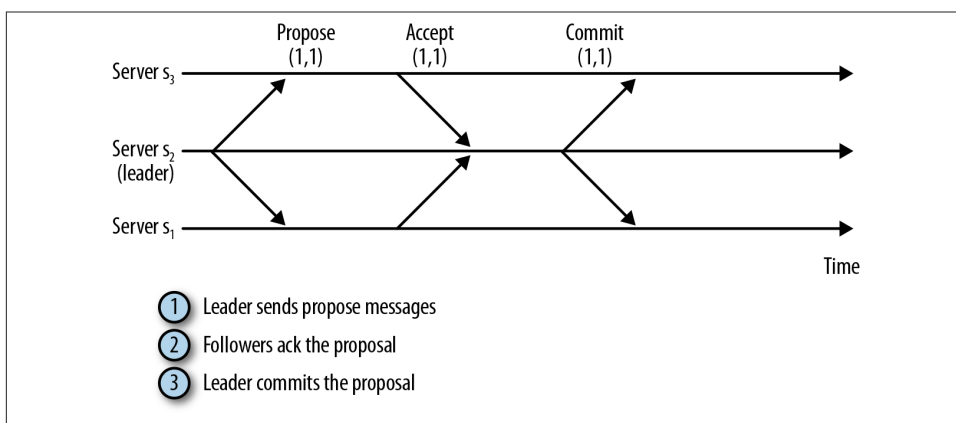 Propose
(1,1)
Accept
(1,1)
Commit
(1,1)
Server s₃
Server s₂
(leader)
Server s₁
Time
1 Leader sends propose messages
2 Followers ack the proposal
3 Leader commits the proposal